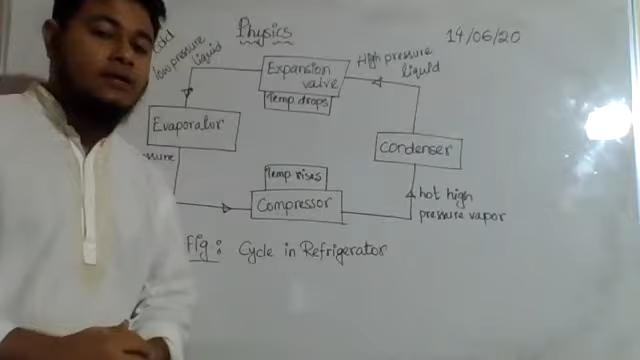 Physics
14/06/20
Cold
low pressure
liquid
Expansion
valve
Temp drops
High pressure
liquid
Evaporator
Condenser
Temp rises
Compressor
hot high
pressure vapor
Fig: Cycle in Refrigerator